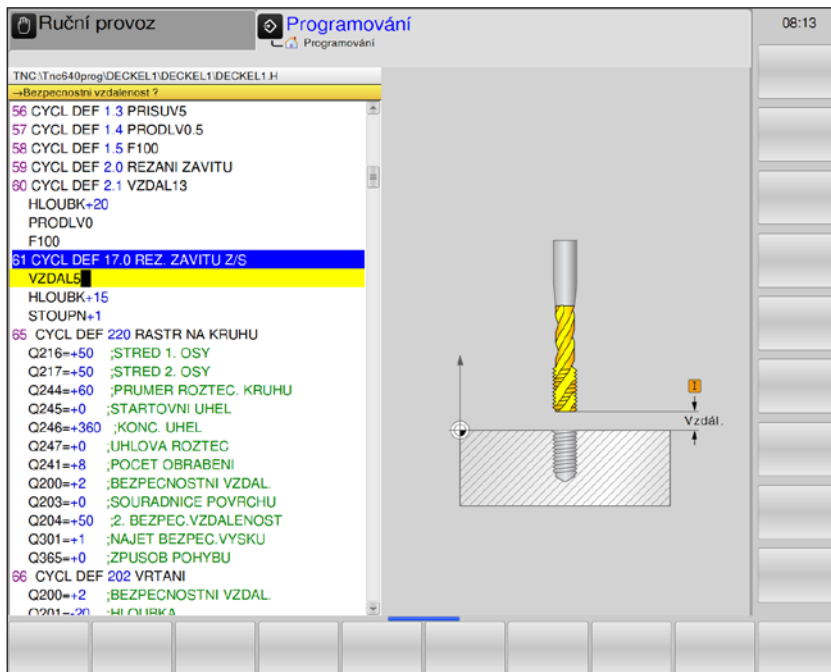 Ruční provoz
Programování
08:13
Programování
TNC:\Tnc640prog\DECKEL1\DECKEL1\DECKEL1.H
→Bezpecnostni vzdalenost ?
56 CYCL DEF 1.3 PRISUV5
57 CYCL DEF 1.4 PRODLV0.5
58 CYCL DEF 1.5 F100
59 CYCL DEF 2.0 REZANI ZAVITU
60 CYCL DEF 2.1 VZDAL13
HLOUBK+20
PRODLV0
F100
61 CYCL DEF 17.0 REZ. ZAVITU Z/S
VZDAL5
HLOUBK+15
STOUPN+1
65 CYCL DEF 220 RASTR NA KRUHU
Q216=+50 ;STRED 1. OSY
Q217=+50 ;STRED 2. OSY
Q244=+60 ;PRUMER ROZTEC. KRUHU
Q245=+0 ;STARTOVNI UHEL
Q246=+360 ;KONC. UHEL
Q247=+0 ;UHLOVA ROZTEC
Q241=+8 ;POCET OBRABENI
Q200=+2 ;BEZPECNOSTNI VZDAL.
Q203=+0 ;SOURADNICE POVRCHU
Q204=+50 ;2. BEZPEC.VZDALENOST
Q301=+1 ;NAJET BEZPEC.VYSKU
Q365=+0 ;ZPUSOB POHYBU
66 CYCL DEF 202 VRTANI
Q200=+2 ;BEZPECNOSTNI VZDAL.
Q201=-20 ;HLOUBKA
I
Vzdál.